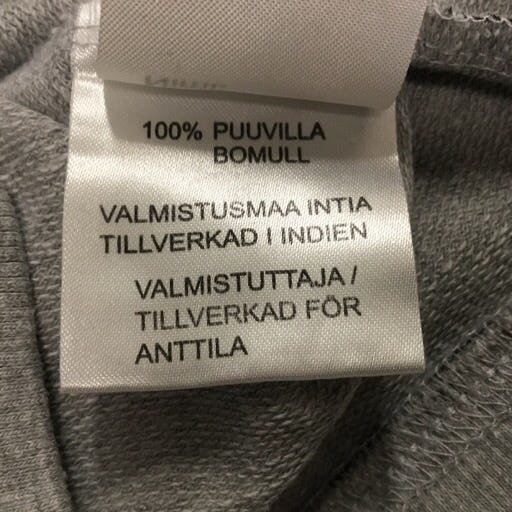 100% PUUVILLA
BOMULL
VALMISTUSMAA INTIA
TILLVERKAD I INDIEN
VALMISTUTTAJA /
TILLVERKAD FÖR
ANTTILA